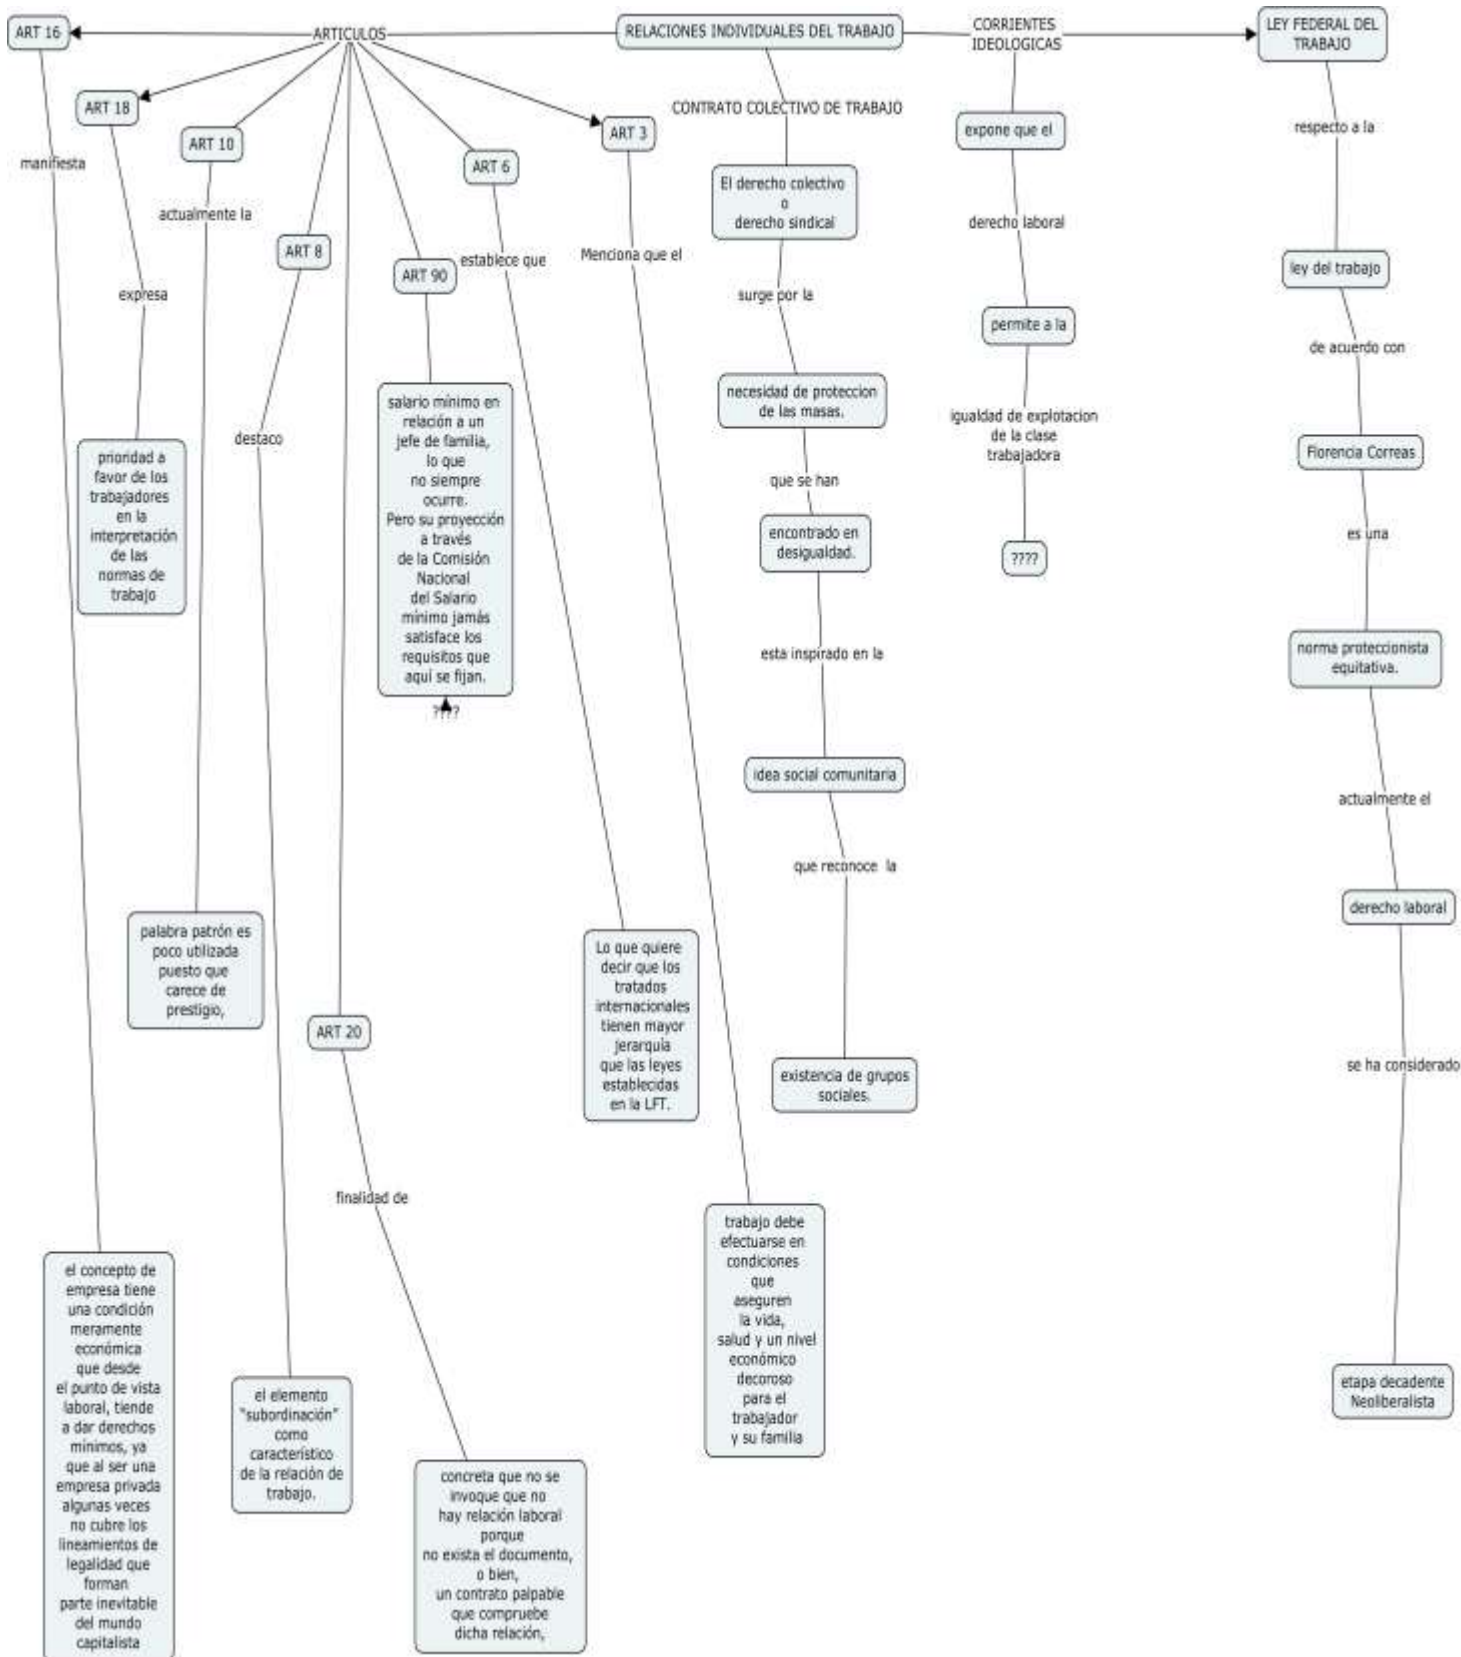 ART 16
ARTICULOS
RELACIONES INDIVIDUALES DEL TRABAJO
CORRIENTES
IDEOLOGICAS
LEY FEDERAL DEL
TRABAJO
ART 18
ART 10
ART 8
ART 90
ART 6
ART 3
manifiesta
expresa
actualmente la
destaco
establece que
Menciona que el
prioridad a
favor de los
trabajadores
en la
interpretación
de las
normas de
trabajo
salario mínimo en
relación a un
jefe de familia,
lo que
no siempre
ocurre.
Pero su proyección
a través
de la Comisión
Nacional
del Salario
mínimo jamás
satisface los
requisitos que
aquí se fijan.
????
palabra patrón es
poco utilizada
puesto que
carece de
prestigio,
ART 20
finalidad de
Lo que quiere
decir que los
tratados
internacionales
tienen mayor
jerarquía
que las leyes
establecidas
en la LFT.
el concepto de
empresa tiene
una condición
meramente
económica
que desde
el punto de vista
laboral, tiende
a dar derechos
mínimos, ya
que al ser una
empresa privada
algunas veces
no cubre los
lineamientos de
legalidad que
forman
parte inevitable
del mundo
capitalista
el elemento
"subordinación"
como
característico
de la relación de
trabajo.
concreta que no se
invoque que no
hay relación laboral
porque
no exista el documento,
o bien,
un contrato palpable
que compruebe
dicha relación,
trabajo debe
efectuarse en
condiciones
que
aseguren
la vida,
salud y un nivel
económico
decoroso
para el
trabajador
y su familia
CONTRATO COLECTIVO DE TRABAJO
El derecho colectivo
o
derecho sindical
surge por la
necesidad de proteccion
de las masas.
que se han
encontrado en
desigualdad.
esta inspirado en la
idea social comunitaria
que reconoce la
existencia de grupos
sociales.
expone que el
derecho laboral
permite a la
igualdad de explotacion
de la clase
trabajadora
????
respecto a la
ley del trabajo
de acuerdo con
Florencia Correas
es una
norma proteccionista
equitativa.
actualmente el
derecho laboral
se ha considerado
etapa decadente
Neoliberalista